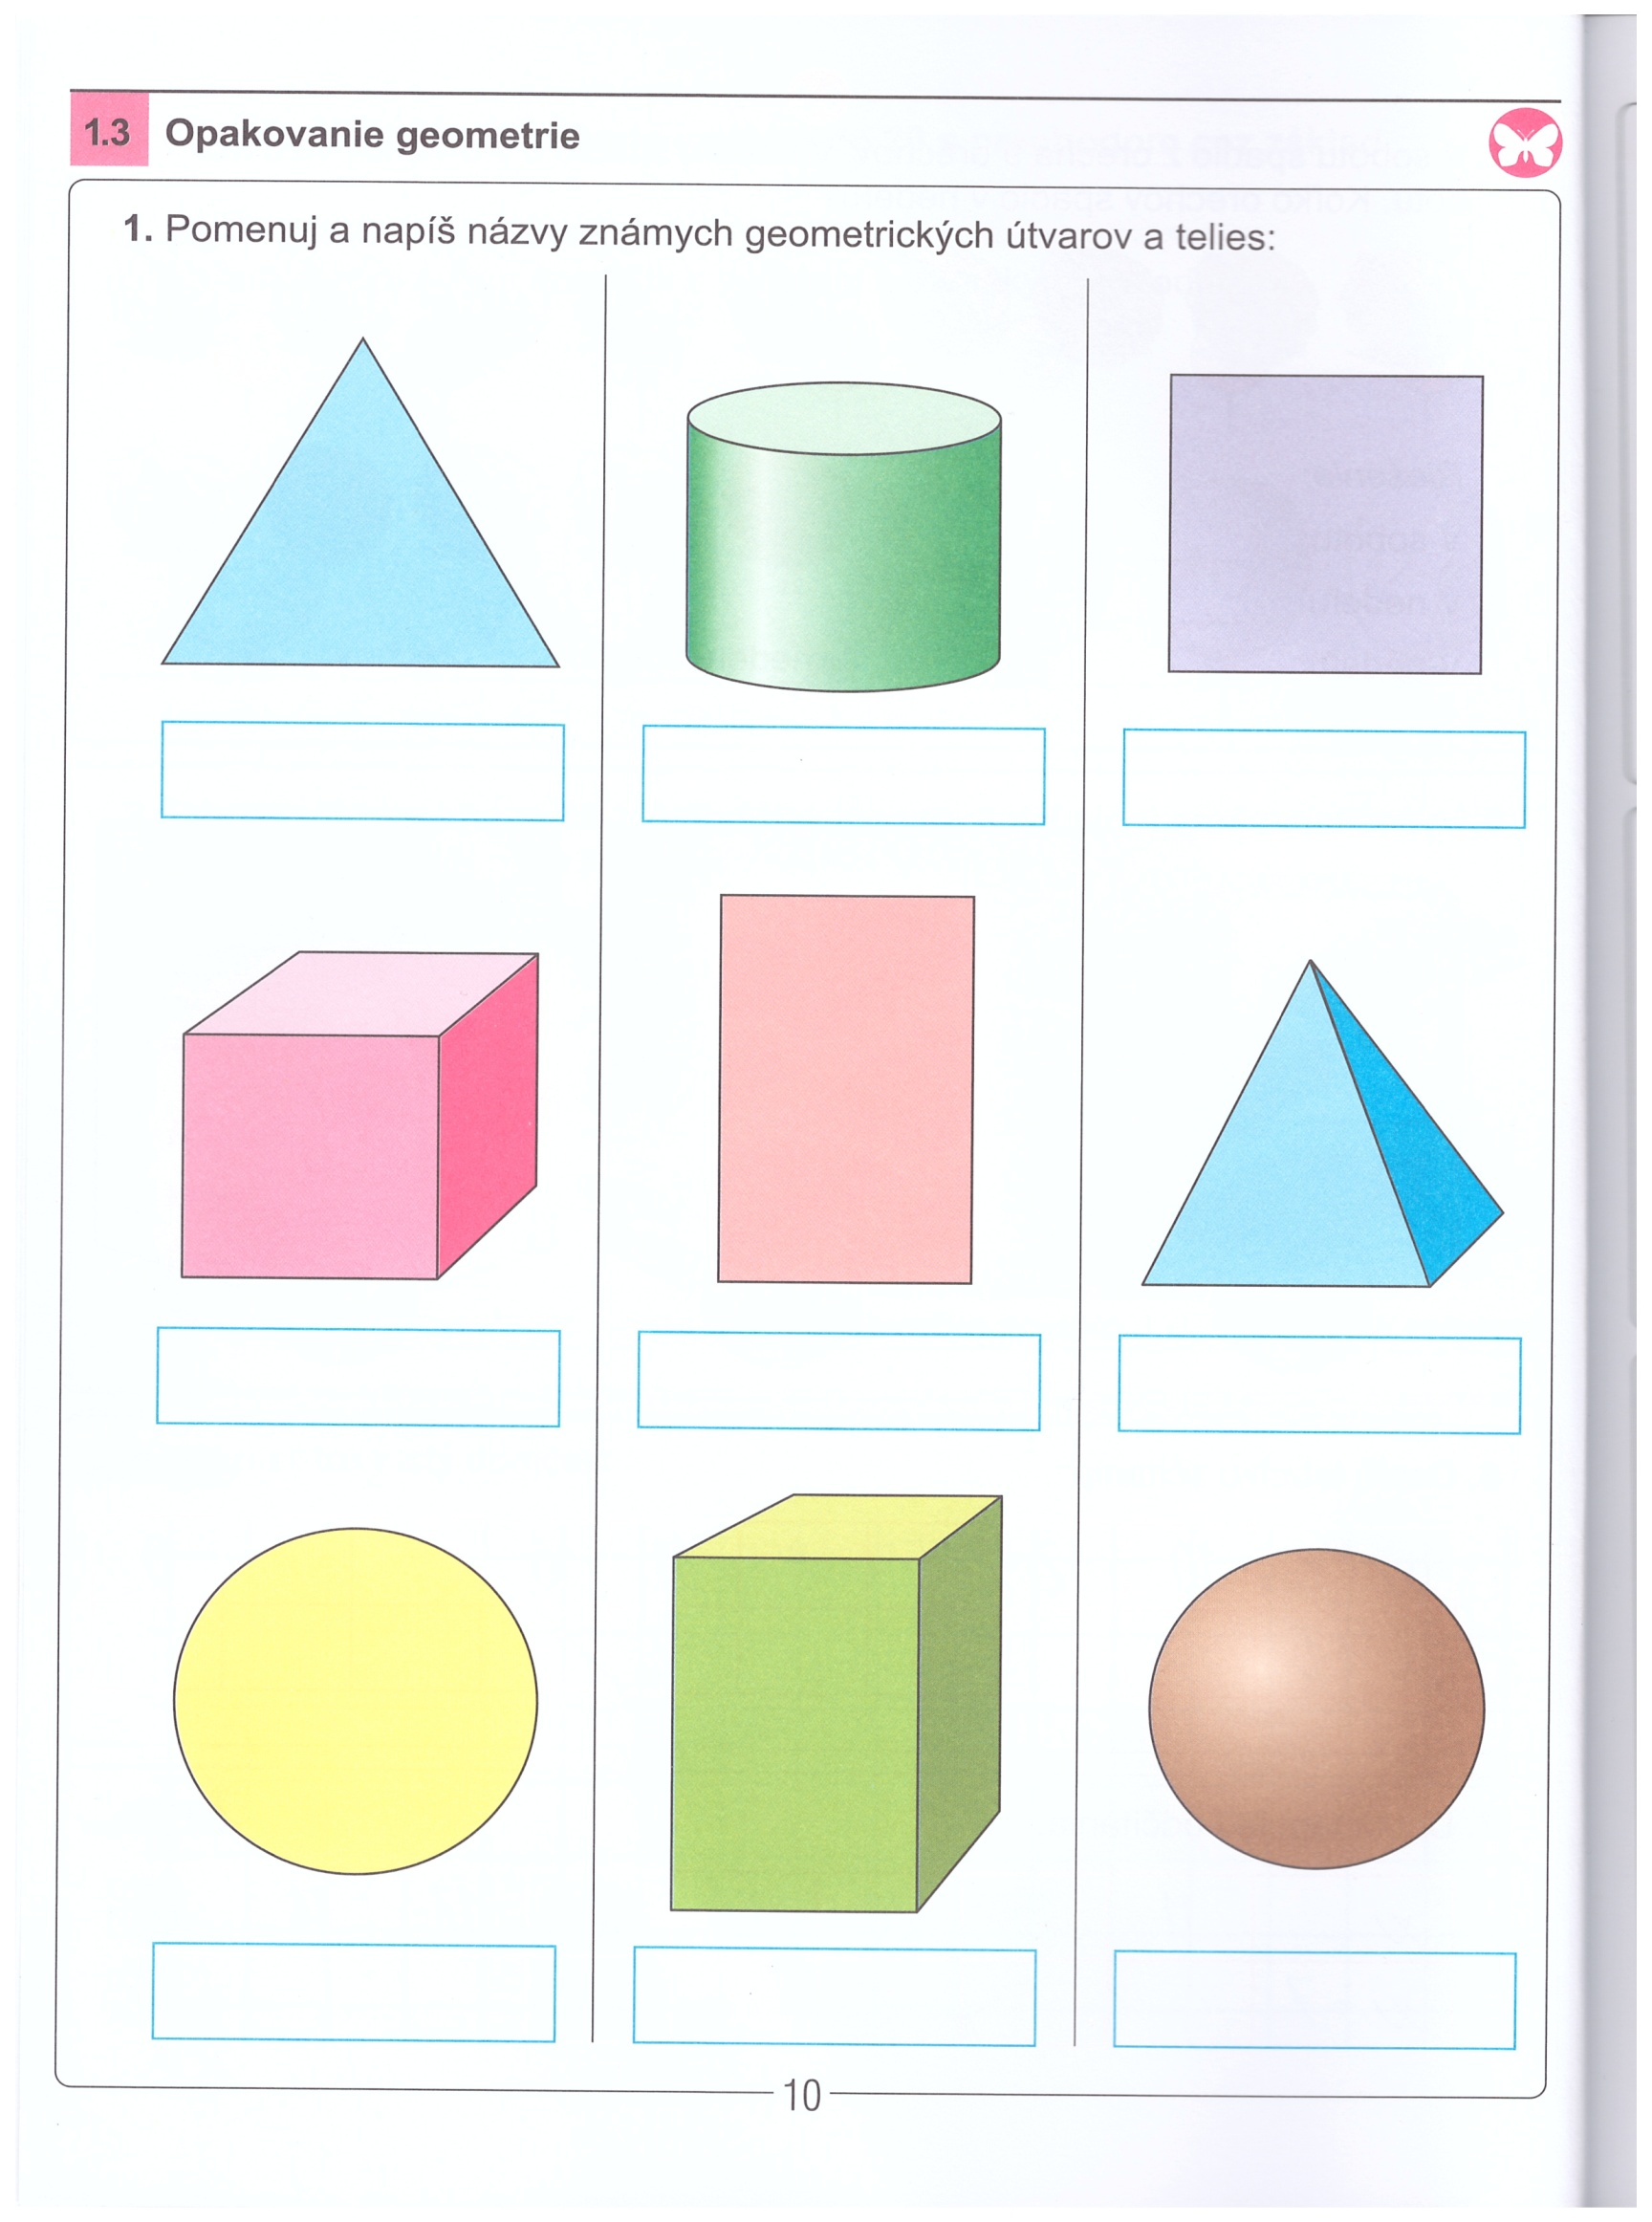 1.3 Opakovanie geometrie
1. Pomenuj a napíš názvy známych geometrických útvarov a telies:
10